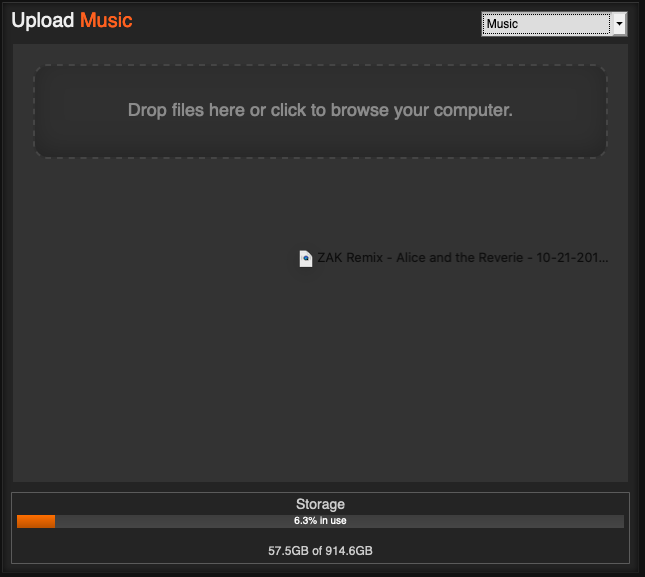 Upload Music
Music
Drop files here or click to browse your computer.
ZAK Remix - Alice and the Reverie - 10-21-201...
Storage
6.3% in use
57.5GB of 914.6GB